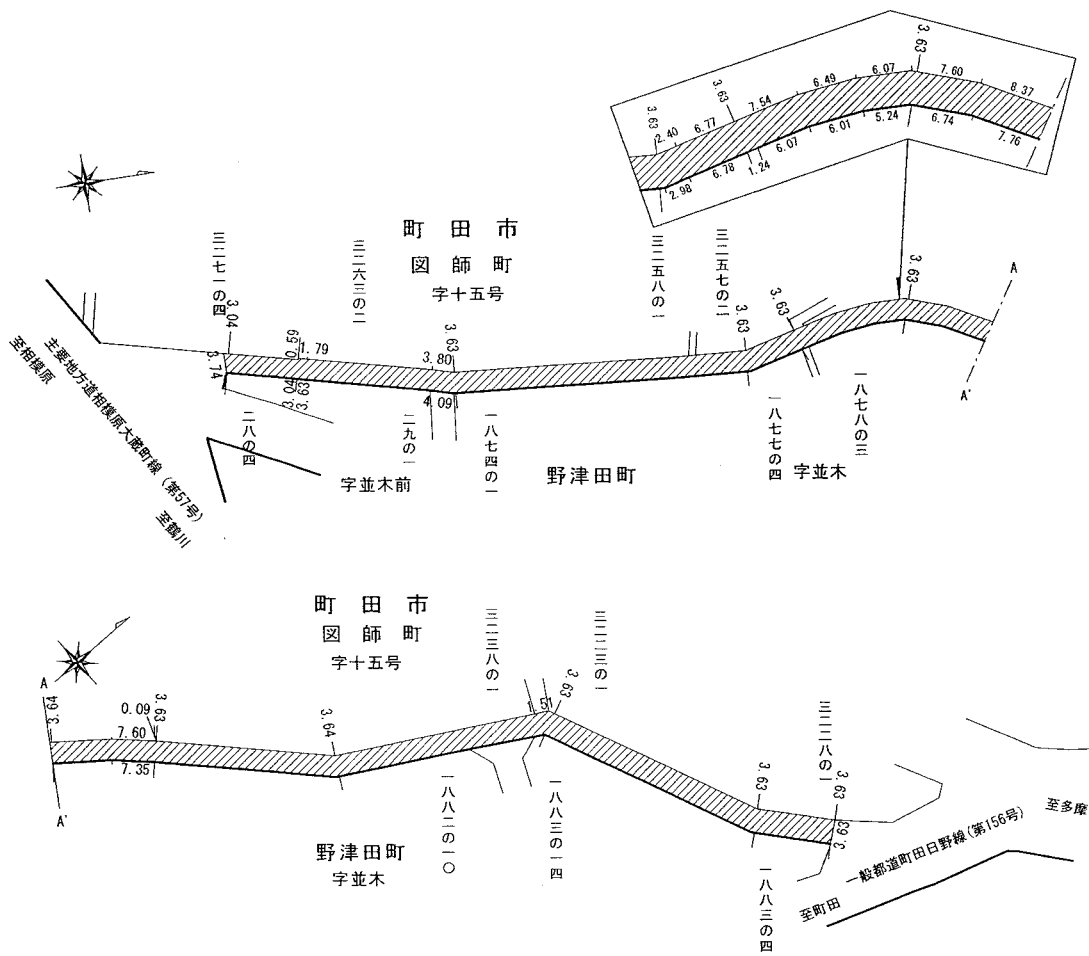 3.63
2.40
6.77
3.63
7.54
6.49
6.07
3.63
7.60
8.37
2.98
6.78
1.24
6.07
6.01
5.24
6.74
7.76
町田市
図師町
字十五号
三二七一の四
三二六三の二
三二五八の一
三二五七の二
3.04
0.59
1.79
3.80
3.63
3.63
3.63
3.63
A
A'
3.74
3.04
3.63
4.09
二八の四
二九の一
一八七四の一
一八七七の四
一八七八の三
字並木前
野津田町
字並木
主要地方道相模原大蔵町線(第57号)
至相模原
至鶴川
町田市
図師町
字十五号
三二三八の一
三二二三の一
三二二八の一
A
3.64
0.09
7.60
3.63
3.64
1.51
3.63
3.63
3.63
3.63
7.35
A'
野津田町
字並木
一八八二の一〇
一八八三の一四
一八八三の四
一般都道町田日野線(第156号)
至多摩
至町田